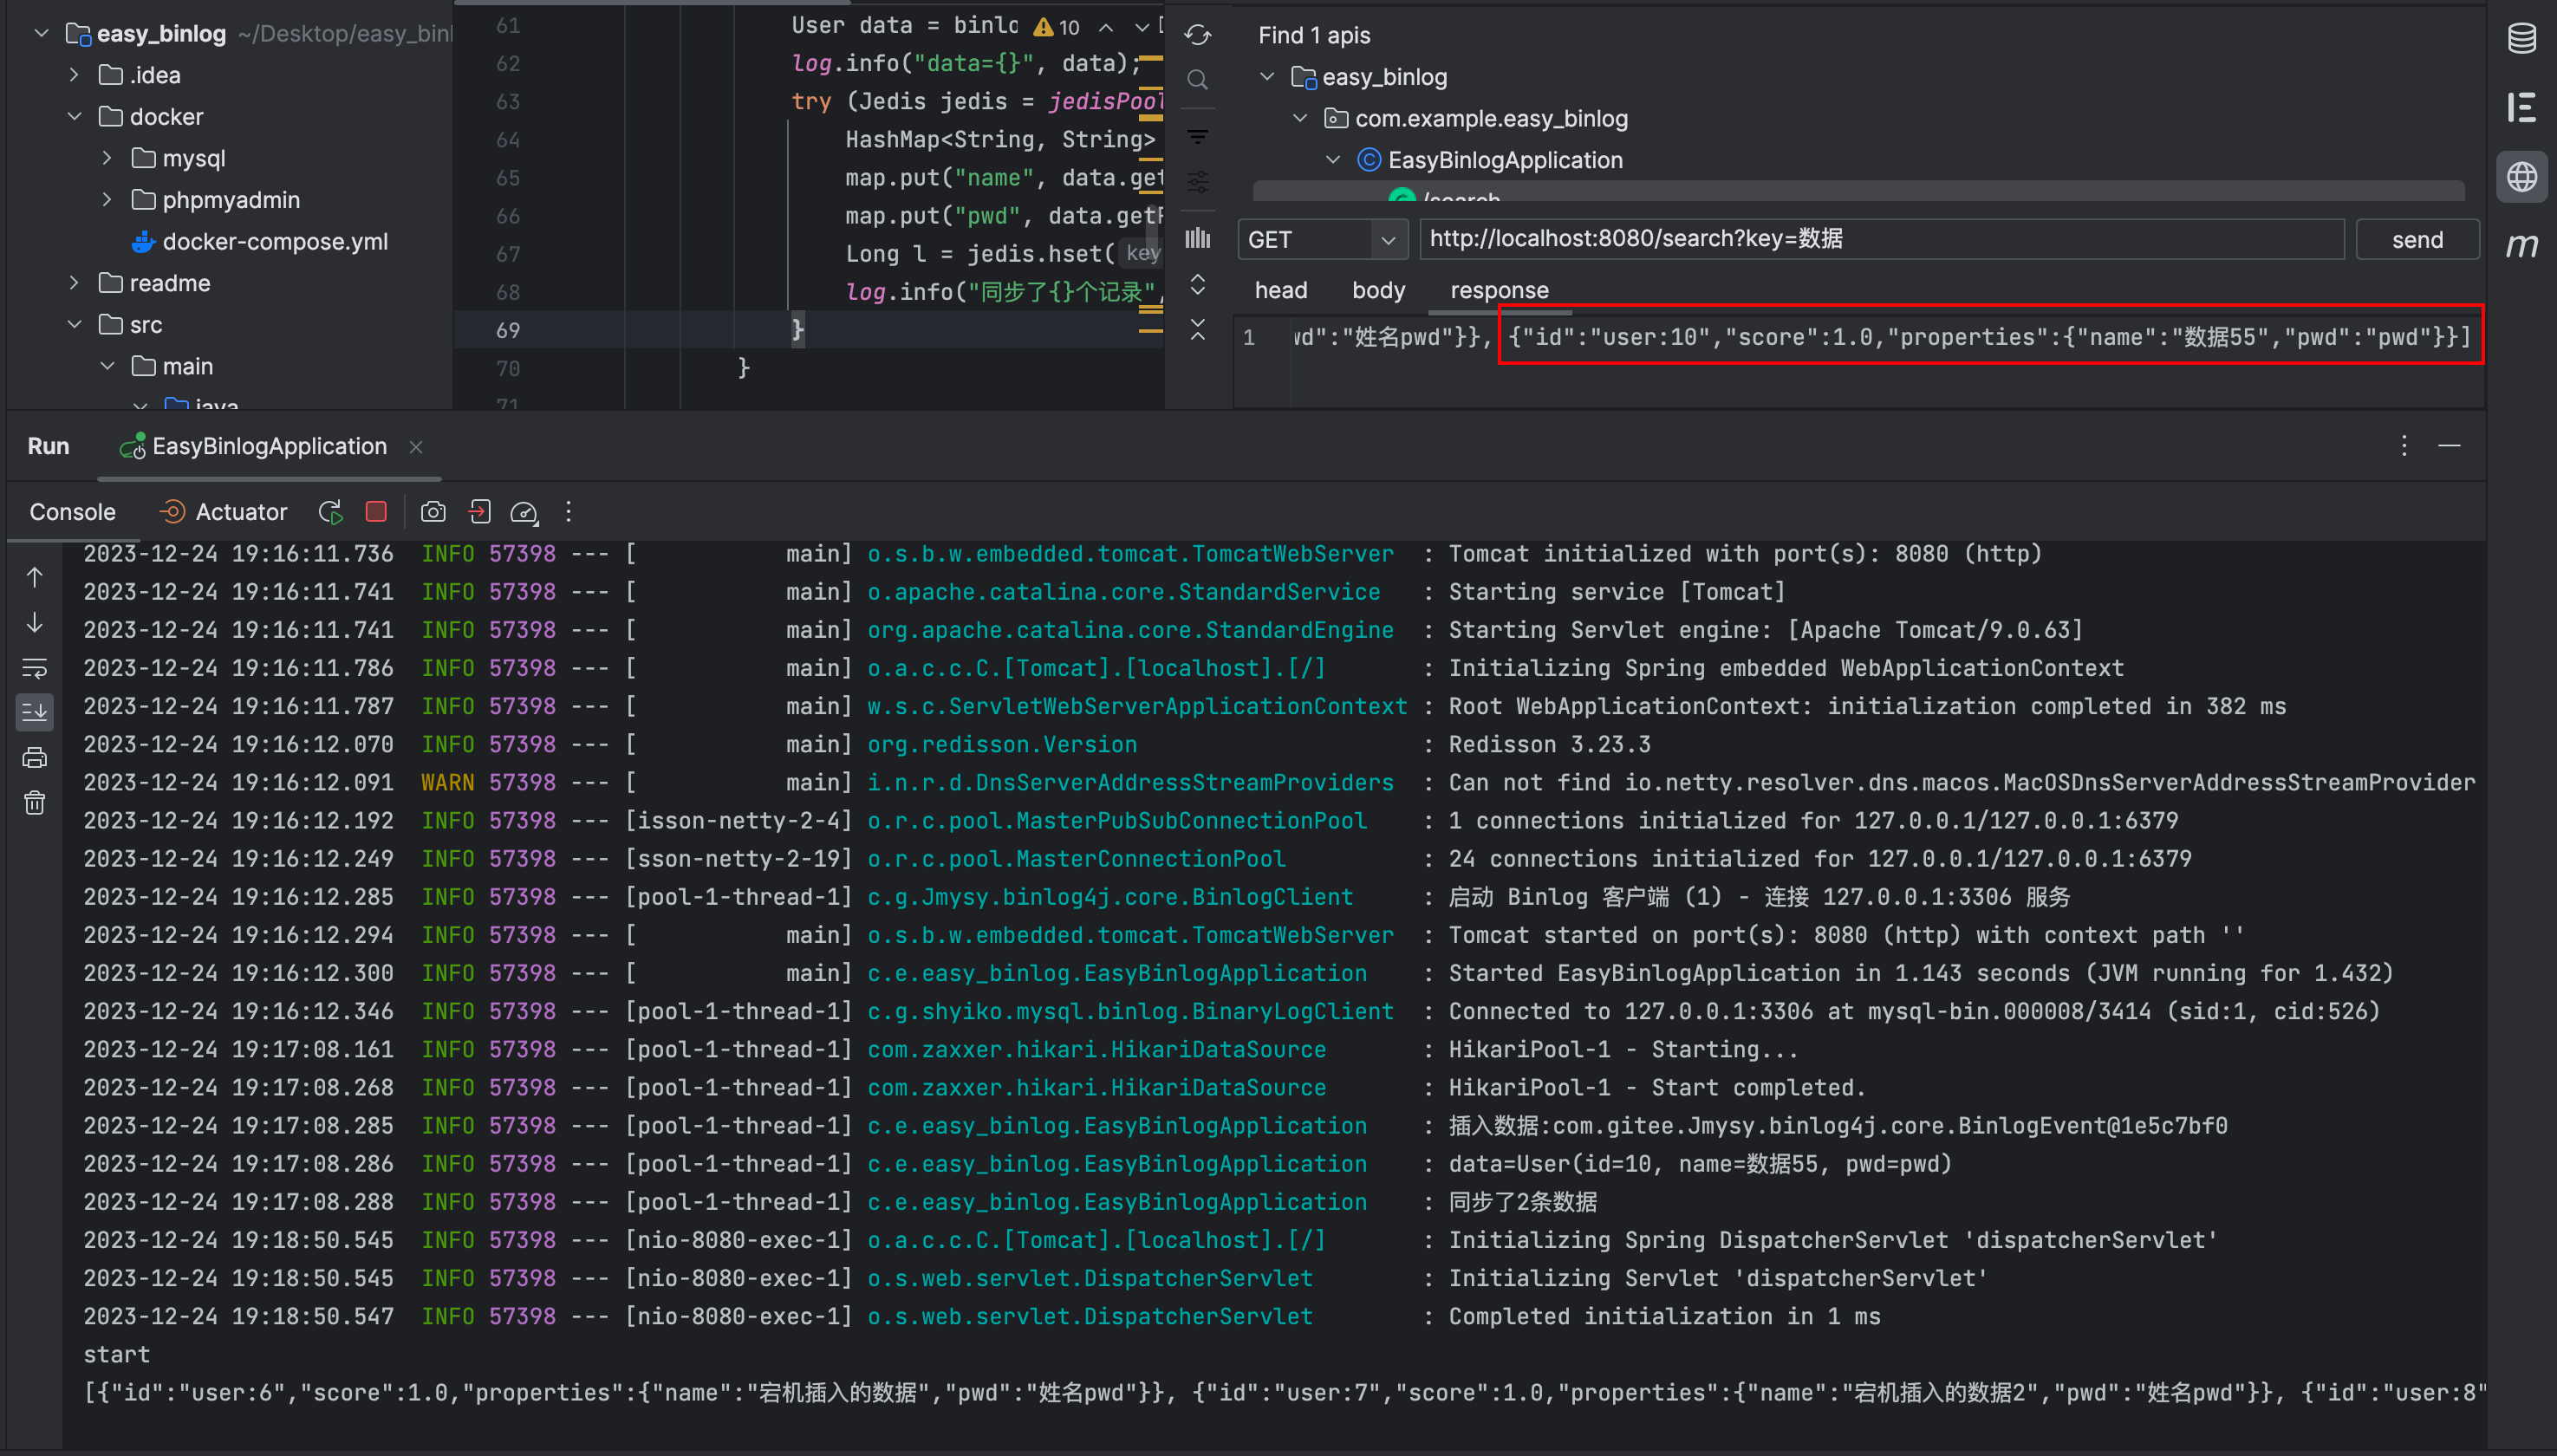 easy_binlog ~/Desktop/easy_binl
.idea
docker
mysql
phpmyadmin
docker-compose.yml
readme
src
main
java
61 User data = binlo 10
62 log.info("data={}", data);
63 try (Jedis jedis = jedisPool
64 HashMap<String, String>
65 map.put("name", data.get
66 map.put("pwd", data.getP
67 Long l = jedis.hset( key
68 log.info("同步了{}个记录",
69 }
70 }
71
Find 1 apis
easy_binlog
com.example.easy_binlog
EasyBinlogApplication
/search
GET http://localhost:8080/search?key=数据 send
head body response
1 wd":"姓名pwd"}}, {"id":"user:10","score":1.0,"properties":{"name":"数据55","pwd":"pwd"}}]
m
Run EasyBinlogApplication
Console Actuator
2023-12-24 19:16:11.736 INFO 57398 --- [ main] o.s.b.w.embedded.tomcat.TomcatWebServer : Tomcat initialized with port(s): 8080 (http)
2023-12-24 19:16:11.741 INFO 57398 --- [ main] o.apache.catalina.core.StandardService : Starting service [Tomcat]
2023-12-24 19:16:11.741 INFO 57398 --- [ main] org.apache.catalina.core.StandardEngine : Starting Servlet engine: [Apache Tomcat/9.0.63]
2023-12-24 19:16:11.786 INFO 57398 --- [ main] o.a.c.c.C.[Tomcat].[localhost].[/] : Initializing Spring embedded WebApplicationContext
2023-12-24 19:16:11.787 INFO 57398 --- [ main] w.s.c.ServletWebServerApplicationContext : Root WebApplicationContext: initialization completed in 382 ms
2023-12-24 19:16:12.070 INFO 57398 --- [ main] org.redisson.Version : Redisson 3.23.3
2023-12-24 19:16:12.091 WARN 57398 --- [ main] i.n.r.d.DnsServerAddressStreamProviders : Can not find io.netty.resolver.dns.macos.MacOSDnsServerAddressStreamProvider
2023-12-24 19:16:12.192 INFO 57398 --- [isson-netty-2-4] o.r.c.pool.MasterPubSubConnectionPool : 1 connections initialized for 127.0.0.1/127.0.0.1:6379
2023-12-24 19:16:12.249 INFO 57398 --- [sson-netty-2-19] o.r.c.pool.MasterConnectionPool : 24 connections initialized for 127.0.0.1/127.0.0.1:6379
2023-12-24 19:16:12.285 INFO 57398 --- [pool-1-thread-1] c.g.Jmysy.binlog4j.core.BinlogClient : 启动 Binlog 客户端 (1) - 连接 127.0.0.1:3306 服务
2023-12-24 19:16:12.294 INFO 57398 --- [ main] o.s.b.w.embedded.tomcat.TomcatWebServer : Tomcat started on port(s): 8080 (http) with context path ''
2023-12-24 19:16:12.300 INFO 57398 --- [ main] c.e.easy_binlog.EasyBinlogApplication : Started EasyBinlogApplication in 1.143 seconds (JVM running for 1.432)
2023-12-24 19:16:12.346 INFO 57398 --- [pool-1-thread-1] c.g.shyiko.mysql.binlog.BinaryLogClient : Connected to 127.0.0.1:3306 at mysql-bin.000008/3414 (sid:1, cid:526)
2023-12-24 19:17:08.161 INFO 57398 --- [pool-1-thread-1] com.zaxxer.hikari.HikariDataSource : HikariPool-1 - Starting...
2023-12-24 19:17:08.268 INFO 57398 --- [pool-1-thread-1] com.zaxxer.hikari.HikariDataSource : HikariPool-1 - Start completed.
2023-12-24 19:17:08.285 INFO 57398 --- [pool-1-thread-1] c.e.easy_binlog.EasyBinlogApplication : 插入数据:com.gitee.Jmysy.binlog4j.core.BinlogEvent@1e5c7bf0
2023-12-24 19:17:08.286 INFO 57398 --- [pool-1-thread-1] c.e.easy_binlog.EasyBinlogApplication : data=User(id=10, name=数据55, pwd=pwd)
2023-12-24 19:17:08.288 INFO 57398 --- [pool-1-thread-1] c.e.easy_binlog.EasyBinlogApplication : 同步了2条数据
2023-12-24 19:18:50.545 INFO 57398 --- [nio-8080-exec-1] o.a.c.c.C.[Tomcat].[localhost].[/] : Initializing Spring DispatcherServlet 'dispatcherServlet'
2023-12-24 19:18:50.545 INFO 57398 --- [nio-8080-exec-1] o.s.web.servlet.DispatcherServlet : Initializing Servlet 'dispatcherServlet'
2023-12-24 19:18:50.547 INFO 57398 --- [nio-8080-exec-1] o.s.web.servlet.DispatcherServlet : Completed initialization in 1 ms
start
[{"id":"user:6","score":1.0,"properties":{"name":"宕机插入的数据","pwd":"姓名pwd"}}, {"id":"user:7","score":1.0,"properties":{"name":"宕机插入的数据2","pwd":"姓名pwd"}}, {"id":"user:8"